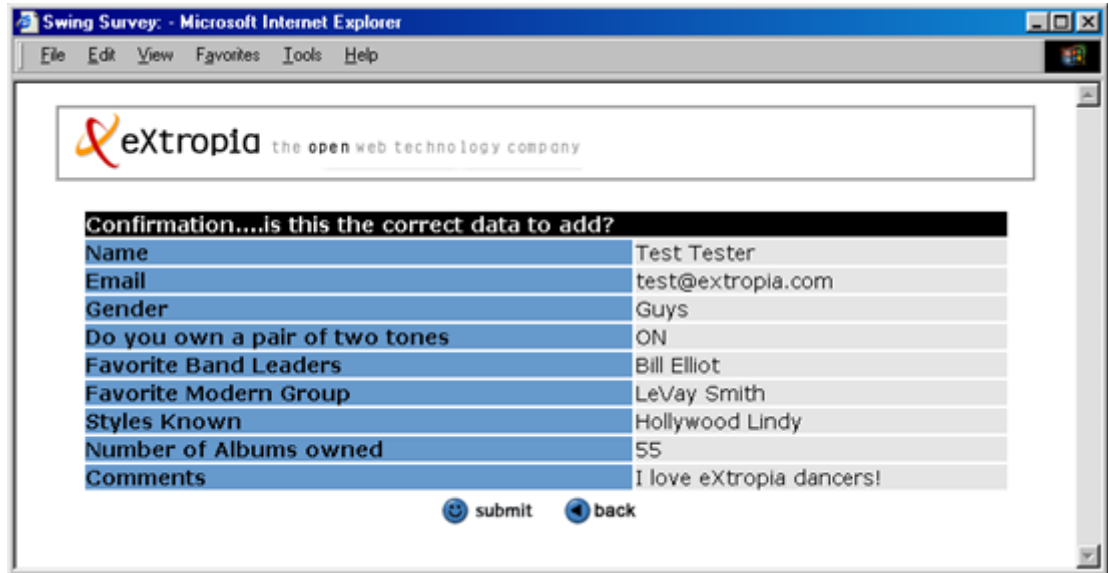 Swing Survey: - Microsoft Internet Explorer
File Edit View Favorites Tools Help
eXtropia the open web technology company
Confirmation....is this the correct data to add?
Name Test Tester
Email test@extropia.com
Gender Guys
Do you own a pair of two tones ON
Favorite Band Leaders Bill Elliot
Favorite Modern Group LeVay Smith
Styles Known Hollywood Lindy
Number of Albums owned 55
Comments I love eXtropia dancers!
submit back